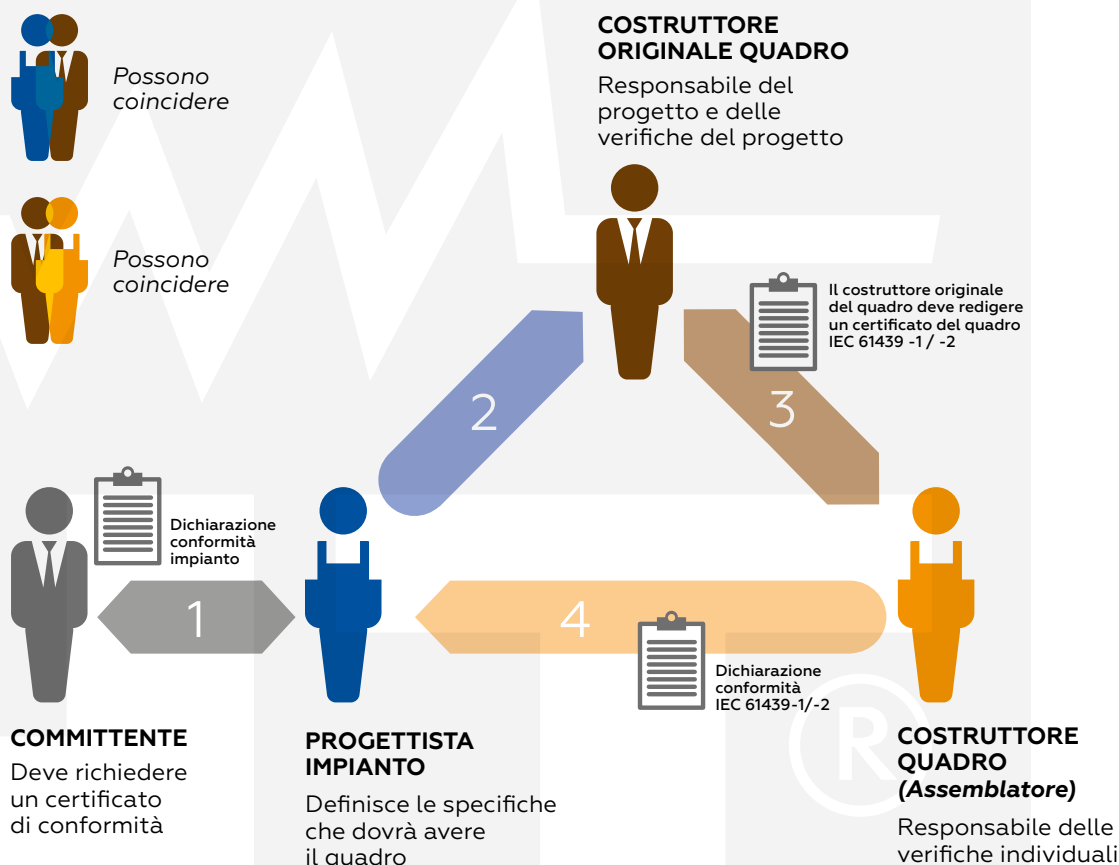 Possono
coincidere
Possono
coincidere
COSTRUTTORE
ORIGINALE QUADRO
Responsabile del
progetto e delle
verifiche del progetto
Il costruttore originale
del quadro deve redigere
un certificato del quadro
IEC 61439 -1 / -2
2
3
Dichiarazione
conformità
impianto
1
4
Dichiarazione
conformità
IEC 61439-1/-2
COMMITTENTE
Deve richiedere
un certificato
di conformità
PROGETTISTA
IMPIANTO
Definisce le specifiche
che dovrà avere
il quadro
®
COSTRUTTORE
QUADRO
(Assemblatore)
Responsabile delle
verifiche individuali